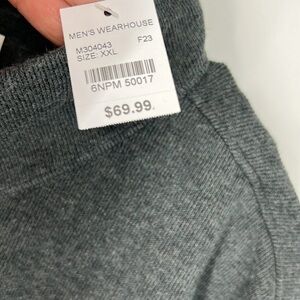 MEN'S WEARHOUSE
M304043 F23
SIZE: XXL
6NPM 50017
$69.99